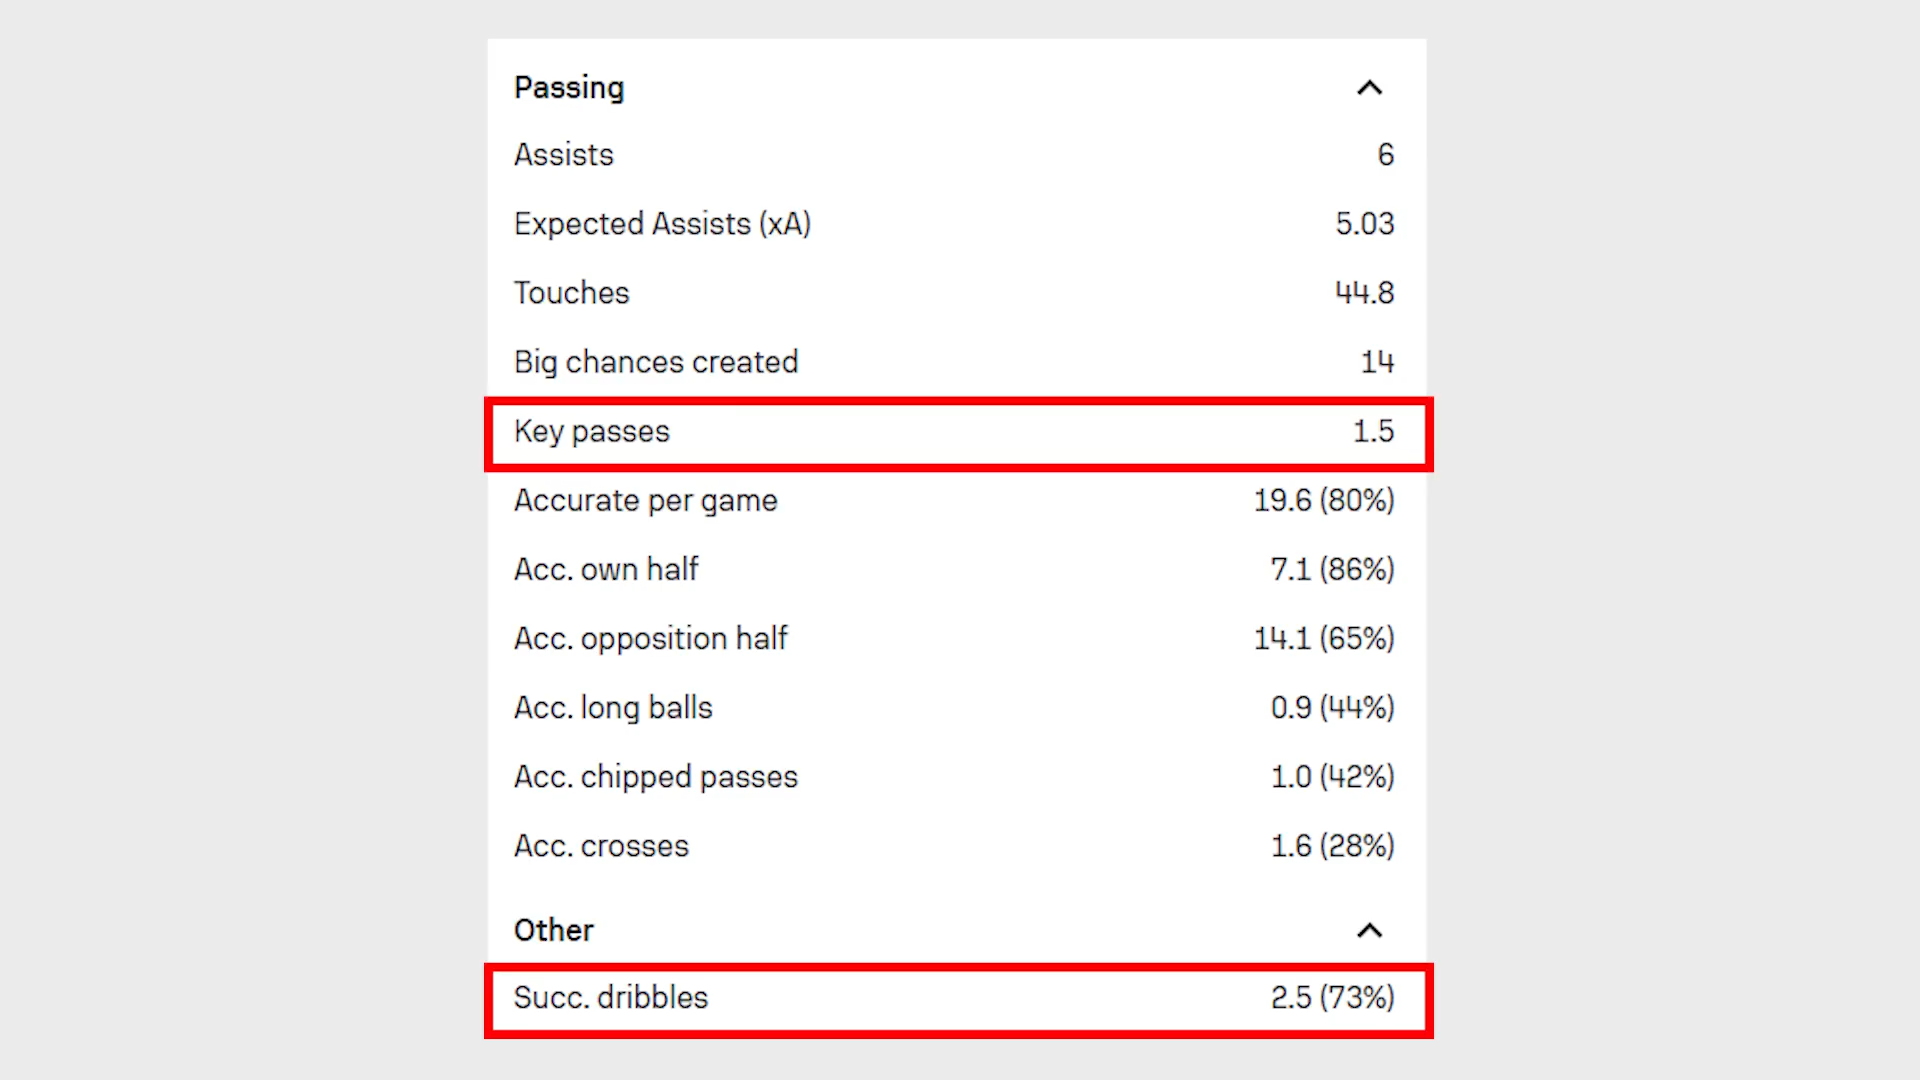 Passing
Assists 6
Expected Assists (xA) 5.03
Touches 44.8
Big chances created 14
Key passes 1.5
Accurate per game 19.6 (80%)
Acc. own half 7.1 (86%)
Acc. opposition half 14.1 (65%)
Acc. long balls 0.9 (44%)
Acc. chipped passes 1.0 (42%)
Acc. crosses 1.6 (28%)
Other
Succ. dribbles 2.5 (73%)